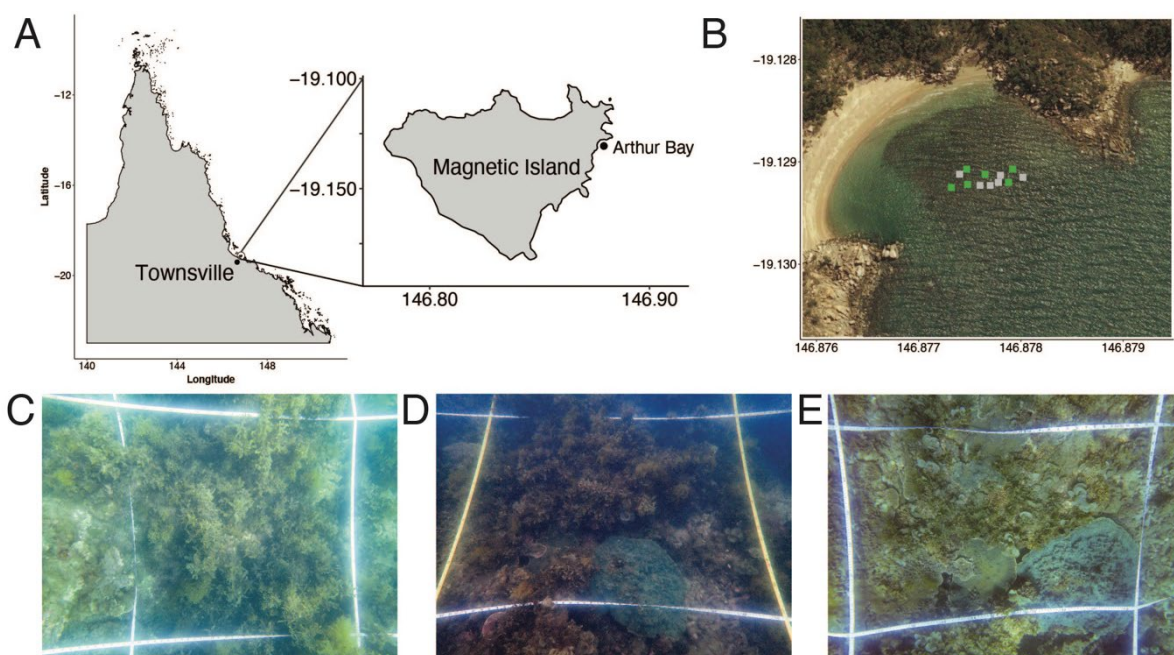 A
Latitude
−12
−16
−20
140
144
148
Longitude
Townsville
−19.100
−19.150
Magnetic Island
Arthur Bay
146.80
146.90
B
−19.128
−19.129
−19.130
146.876
146.877
146.878
146.879
C
D
E